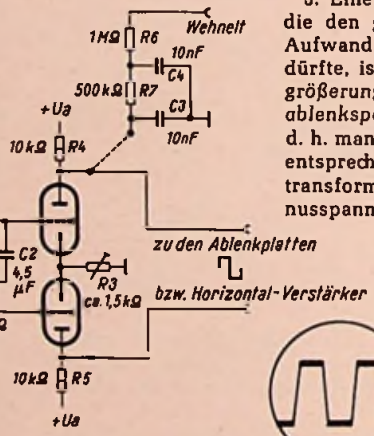 Wehnelt
1MΩ R6
10nF
C4
500kΩ R7
C3
10nF
+Ua
10kΩ R4
C2
4,5
µF
R3
ca. 1,5kΩ
Ω
zu den Ablenkplatten
bzw. Horizontal-Verstärker
10kΩ R5
+Ua
die den
Aufwand
dürfte, is
größerung
ablenkspe
d. h. man
entsprech
transform
nusspann